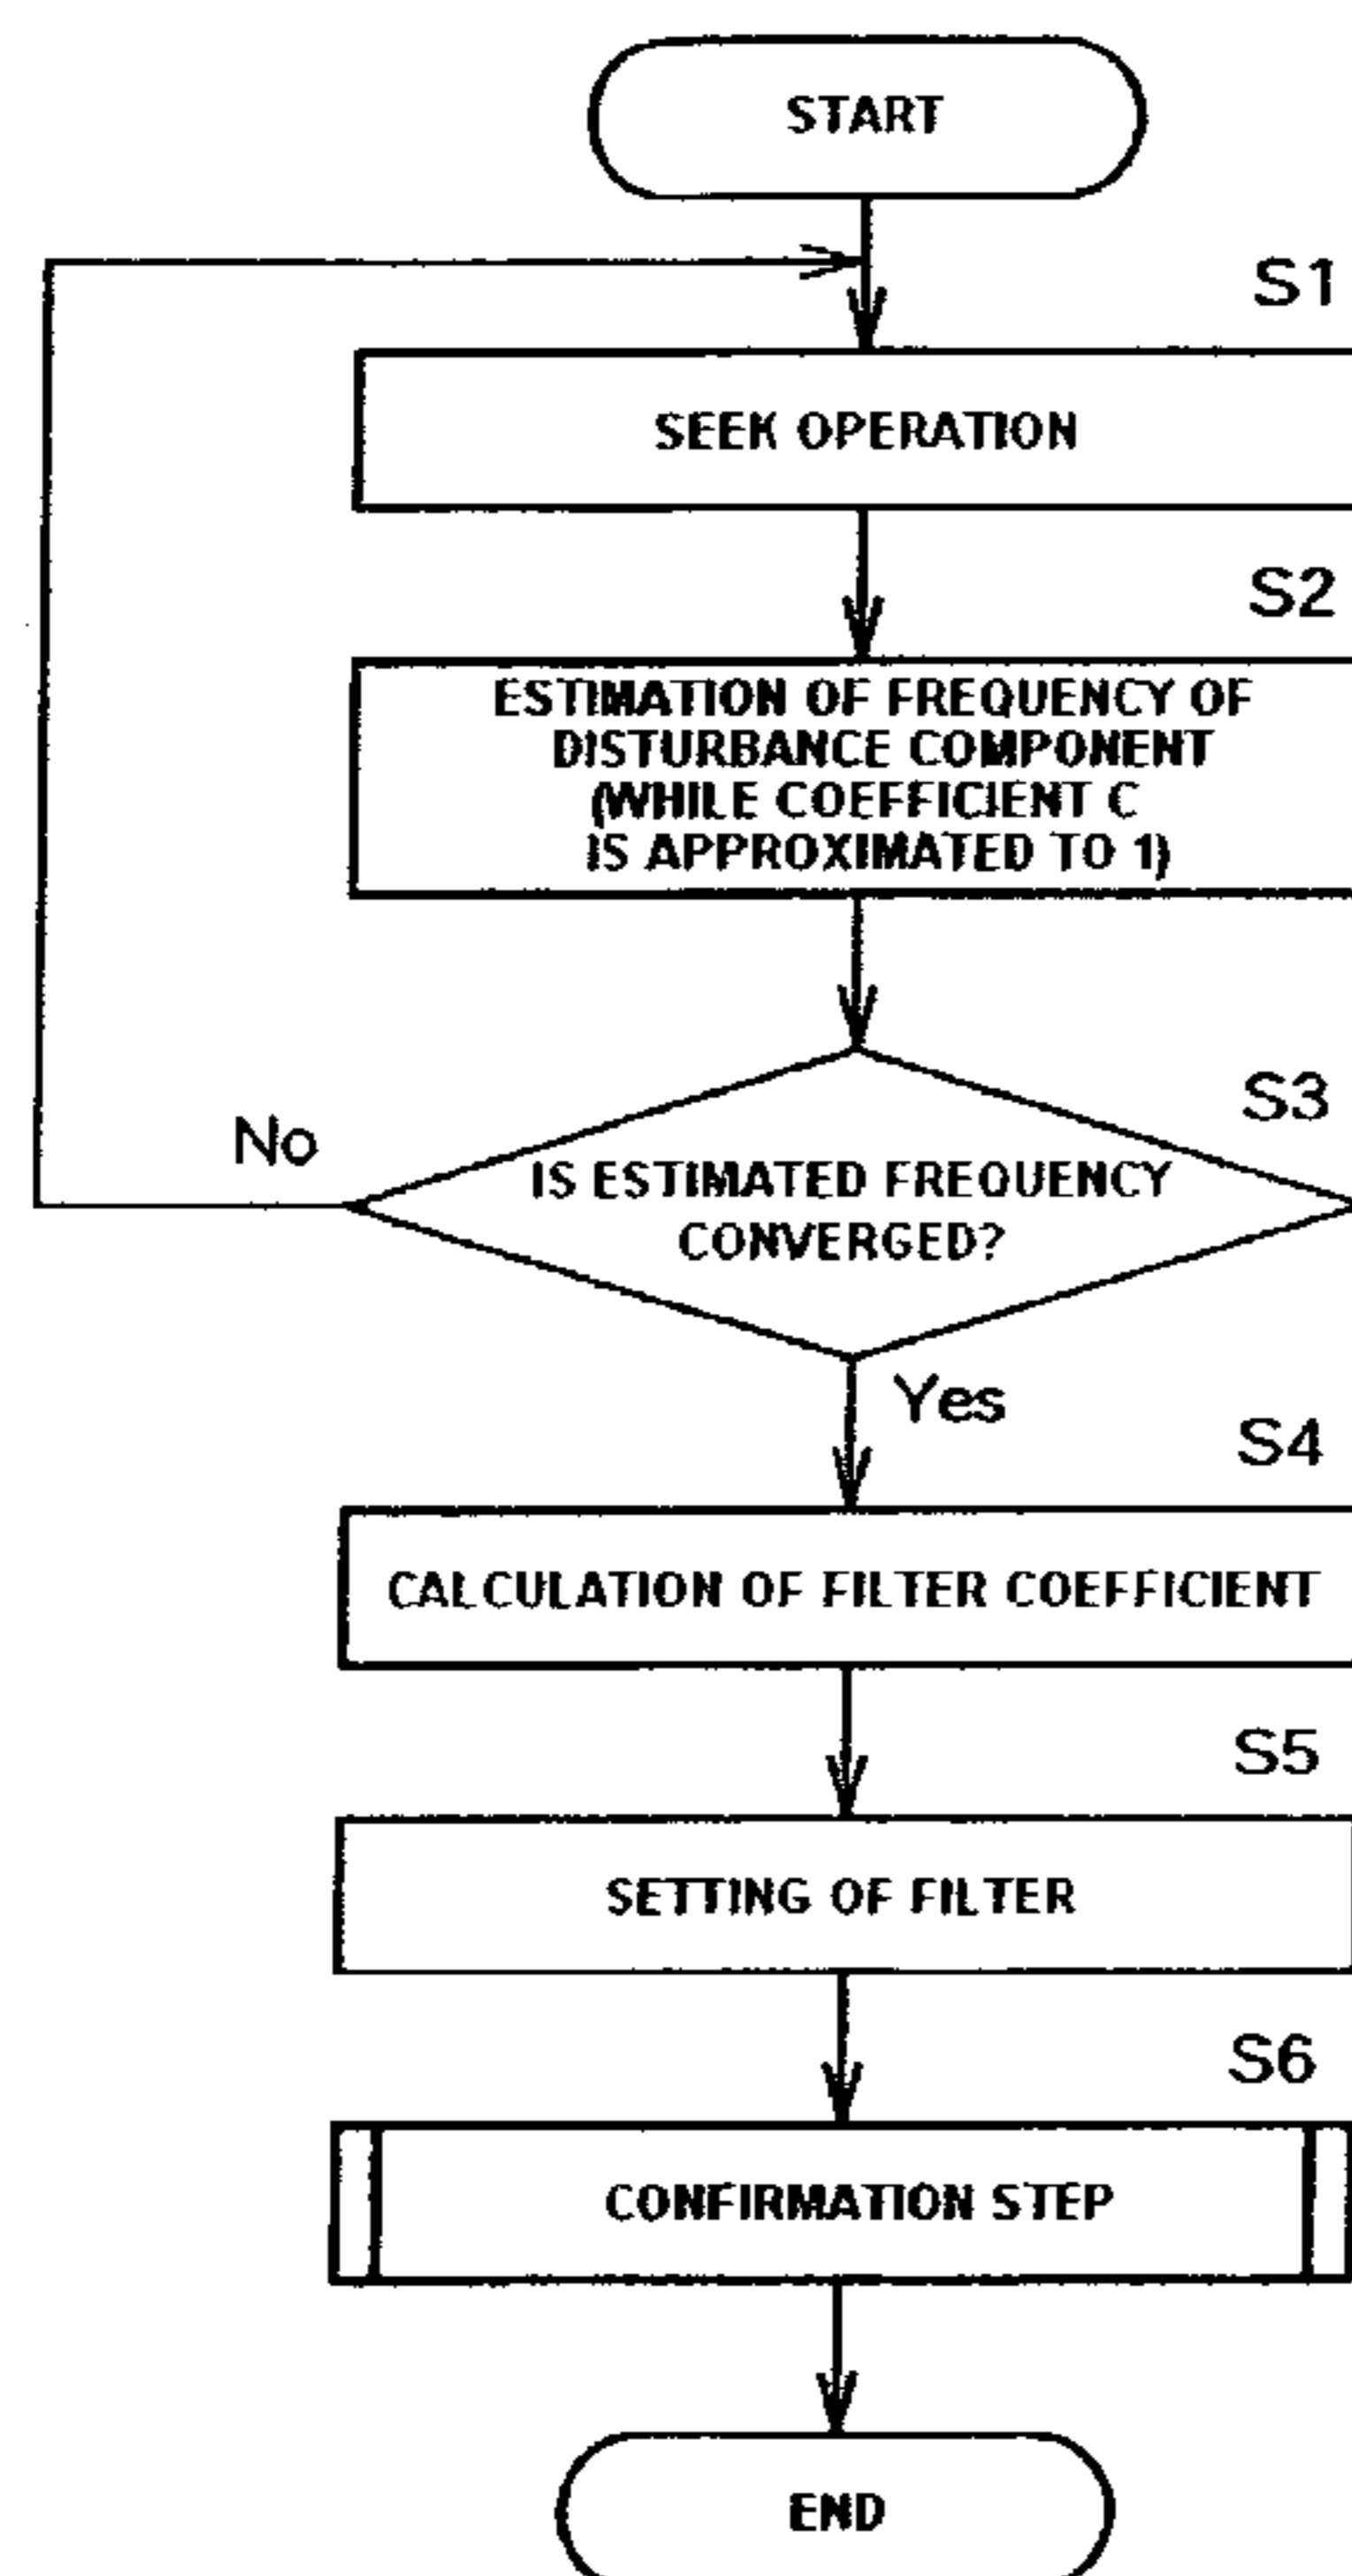 START
S1
SEEK OPERATION
S2
ESTIMATION OF FREQUENCY OF
DISTURBANCE COMPONENT
(WHILE COEFFICIENT C
IS APPROXIMATED TO 1)
S3
No
IS ESTIMATED FREQUENCY
CONVERGED?
Yes
S4
CALCULATION OF FILTER COEFFICIENT
S5
SETTING OF FILTER
S6
CONFIRMATION STEP
END